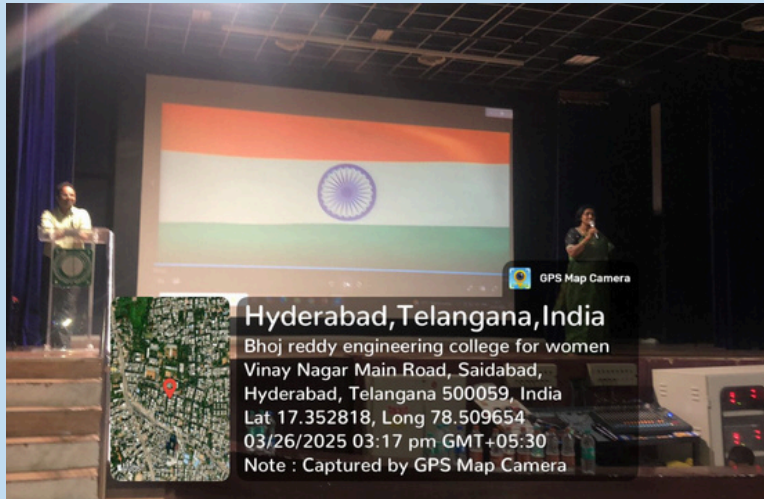 GPS Map Camera
Hyderabad,Telangana,India
Bhoj reddy engineering college for women
Vinay Nagar Main Road, Saidabad,
Hyderabad, Telangana 500059, India
Lat 17.352818, Long 78.509654
03/26/2025 03:17 pm GMT+05:30
Note : Captured by GPS Map Camera